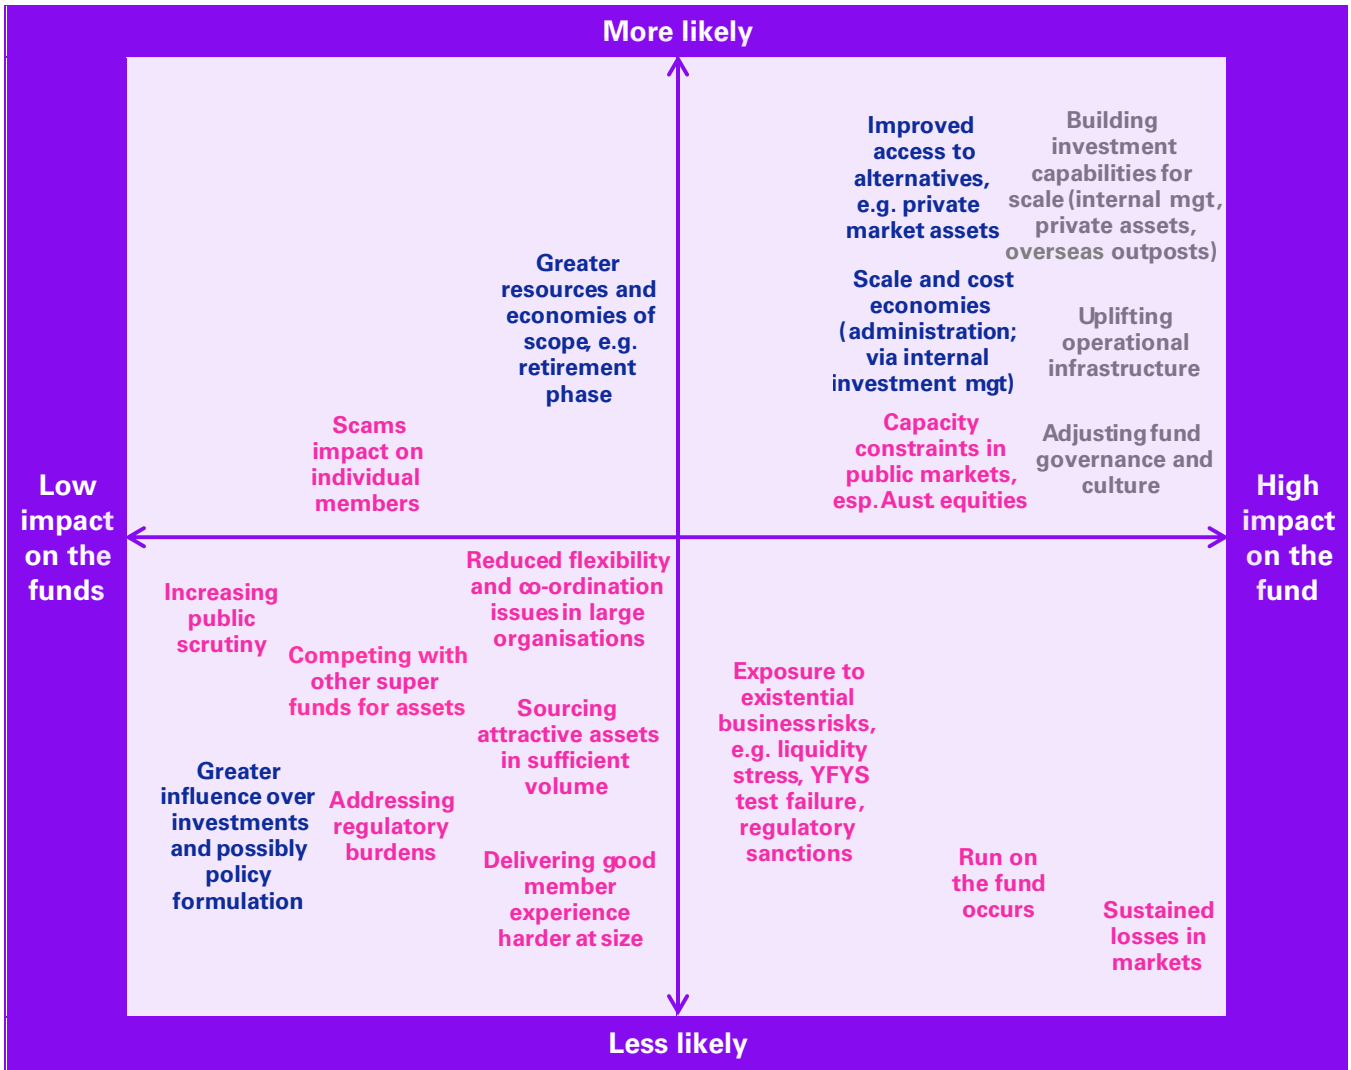 More likely
Improved
access to
alternatives,
e.g. private
market assets
Building
investment
capabilities for
scale (internal mgt,
private assets,
overseas outposts)
Greater
resources and
economies of
scope, e.g.
retirement
phase
Scale and cost
economies
(administration;
via internal
investment mgt)
Uplifting
operational
infrastructure
Scams
impact on
individual
members
Capacity
constraints in
public markets,
esp. Aust. equities
Adjusting fund
governance and
culture
Low
impact
on the
funds
High
impact
on the
fund
Increasing
public
scrutiny
Reduced flexibility
and co-ordination
issues in large
organisations
Competing with
other super
funds for assets
Sourcing
attractive assets
in sufficient
volume
Exposure to
existential
business risks,
e.g. liquidity
stress, YFYS
test failure,
regulatory
sanctions
Greater
influence over
investments
and possibly
policy
formulation
Addressing
regulatory
burdens
Delivering good
member
experience
harder at size
Run on
the fund
occurs
Sustained
losses in
markets
Less likely